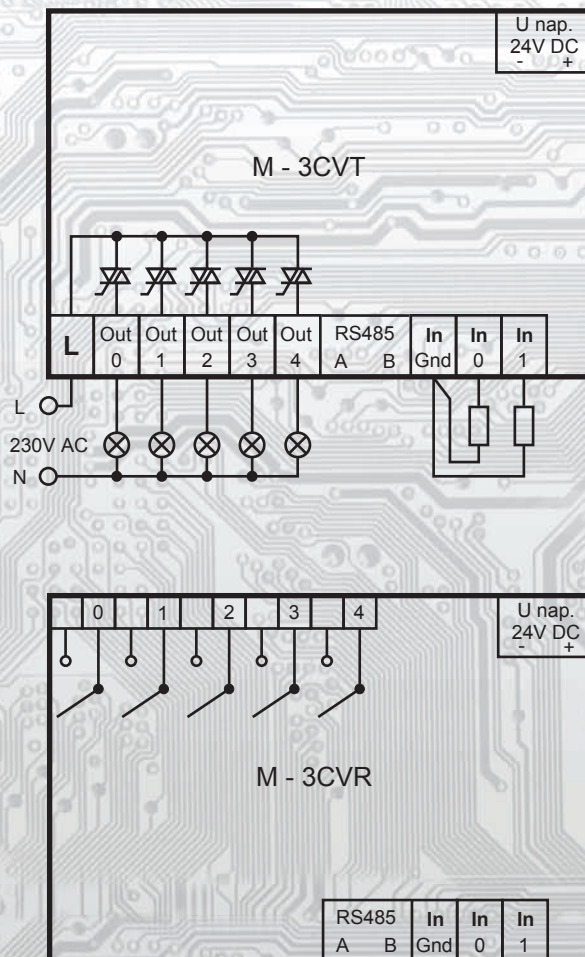 U nap.
24V DC
- +
M - 3CVT
L
Out 0
Out 1
Out 2
Out 3
Out 4
RS485
A B
In Gnd
In 0
In 1
L
230V AC
N
0 1 2 3 4
U nap.
24V DC
- +
M - 3CVR
RS485
A B
In Gnd
In 0
In 1